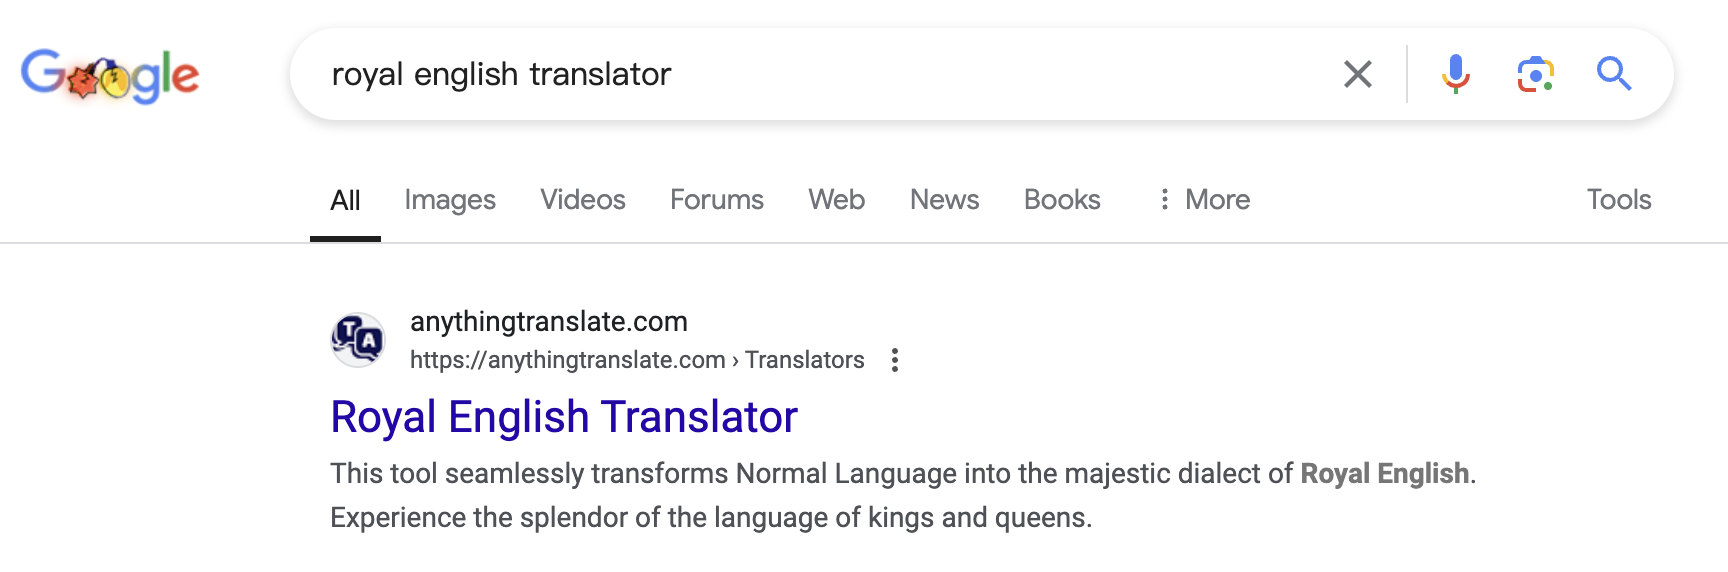 Google
royal english translator
All Images Videos Forums Web News Books More Tools
TA
anythingtranslate.com
https://anythingtranslate.com › Translators
Royal English Translator
This tool seamlessly transforms Normal Language into the majestic dialect of Royal English.
Experience the splendor of the language of kings and queens.